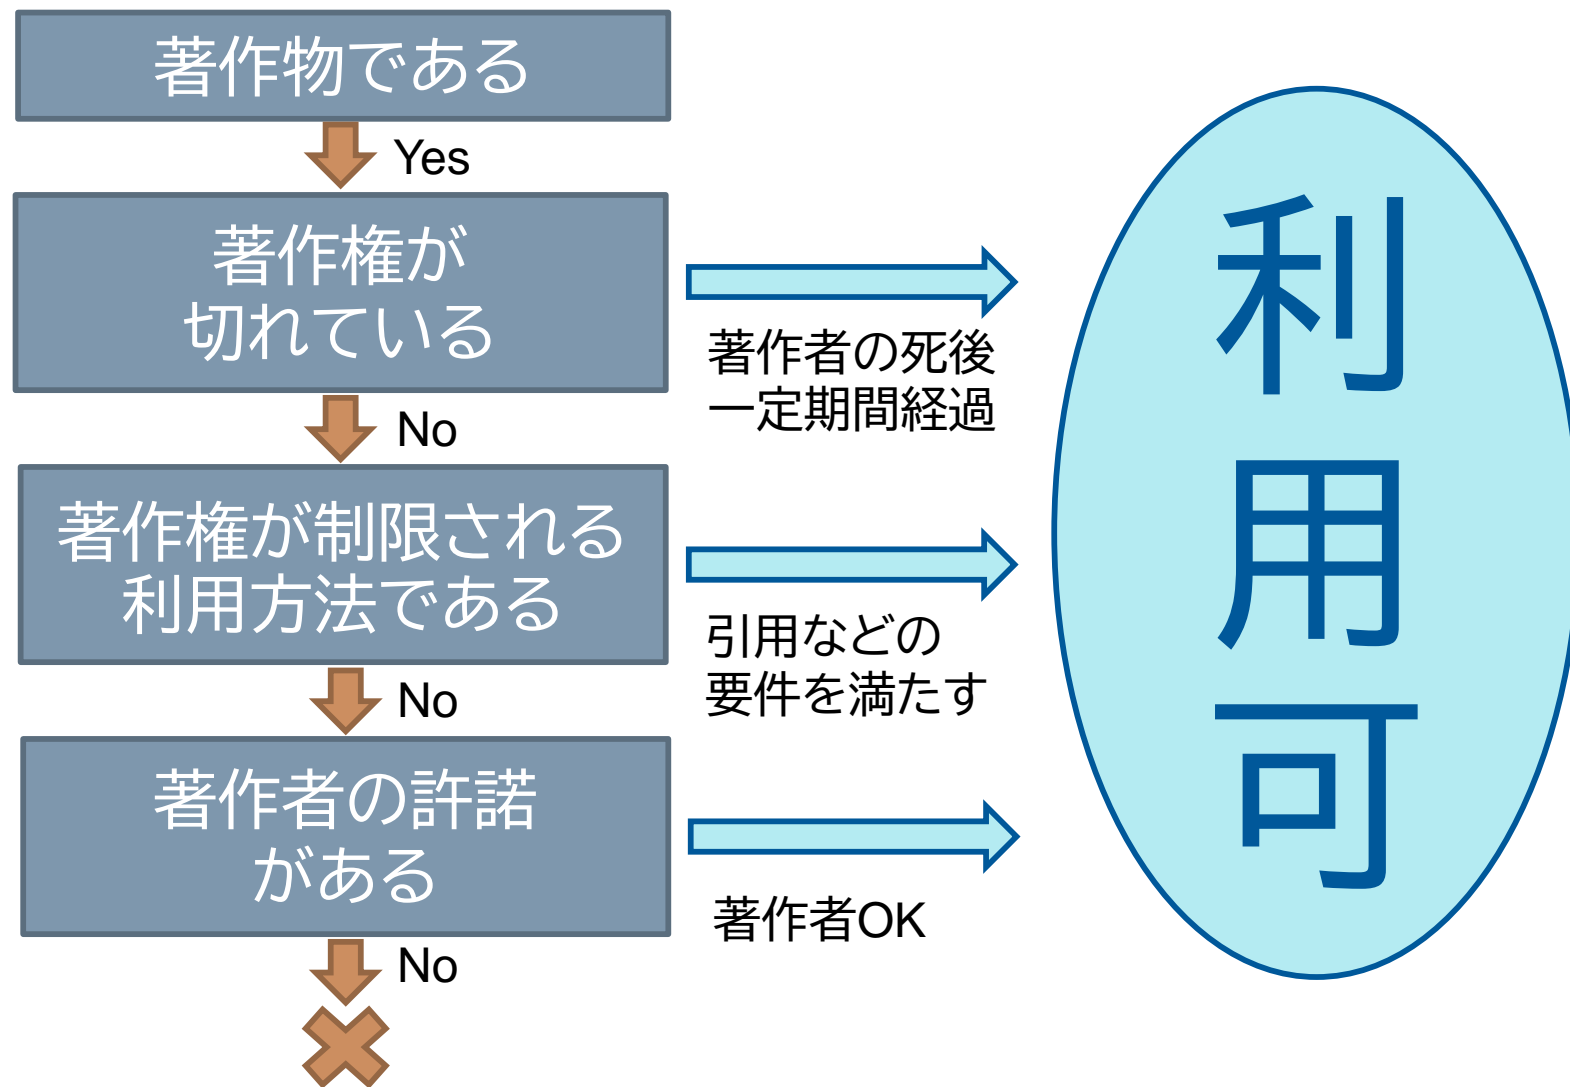 著作物である
Yes
著作権が
切れている
著作者の死後
一定期間経過
No
著作権が制限される
利用方法である
引用などの
要件を満たす
No
著作者の許諾
がある
著作者OK
No
利
用
可